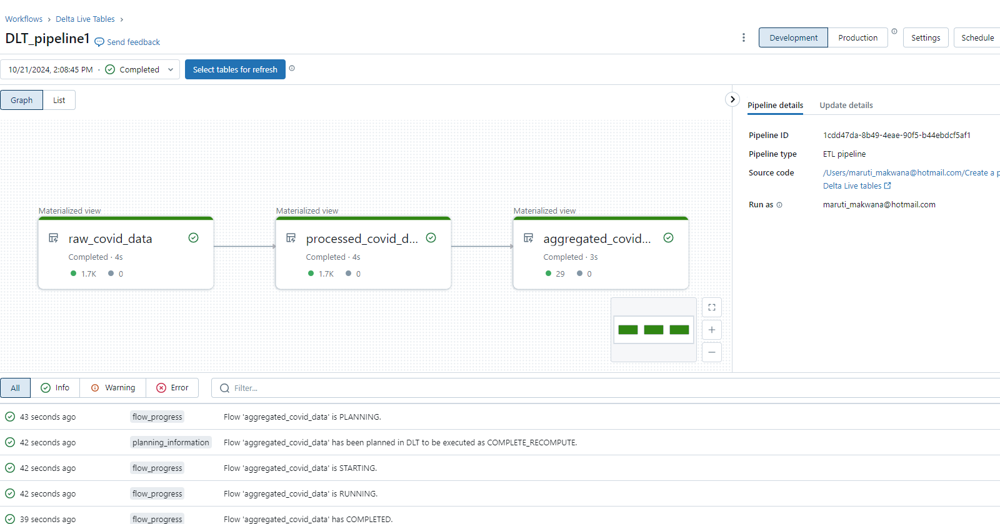 Workflows > Delta Live Tables >
DLT_pipeline1 Send feedback
Development Production Settings Schedule
10/21/2024, 2:08:45 PM · Completed Select tables for refresh
Graph List
Pipeline details Update details
Pipeline ID 1cdd47da-8b49-4eae-90f5-b44ebdcf5af1
Pipeline type ETL pipeline
Source code /Users/maruti_makwana@hotmail.com/Create a p
Delta Live tables
Run as maruti_makwana@hotmail.com
Materialized view
raw_covid_data
Completed · 4s
1.7K 0
Materialized view
processed_covid_d...
Completed · 4s
1.7K 0
Materialized view
aggregated_covid...
Completed · 3s
29 0
All Info Warning Error Filter...
43 seconds ago flow_progress Flow 'aggregated_covid_data' is PLANNING.
42 seconds ago planning_information Flow 'aggregated_covid_data' has been planned in DLT to be executed as COMPLETE_RECOMPUTE.
42 seconds ago flow_progress Flow 'aggregated_covid_data' is STARTING.
42 seconds ago flow_progress Flow 'aggregated_covid_data' is RUNNING.
39 seconds ago flow_progress Flow 'aggregated_covid_data' has COMPLETED.